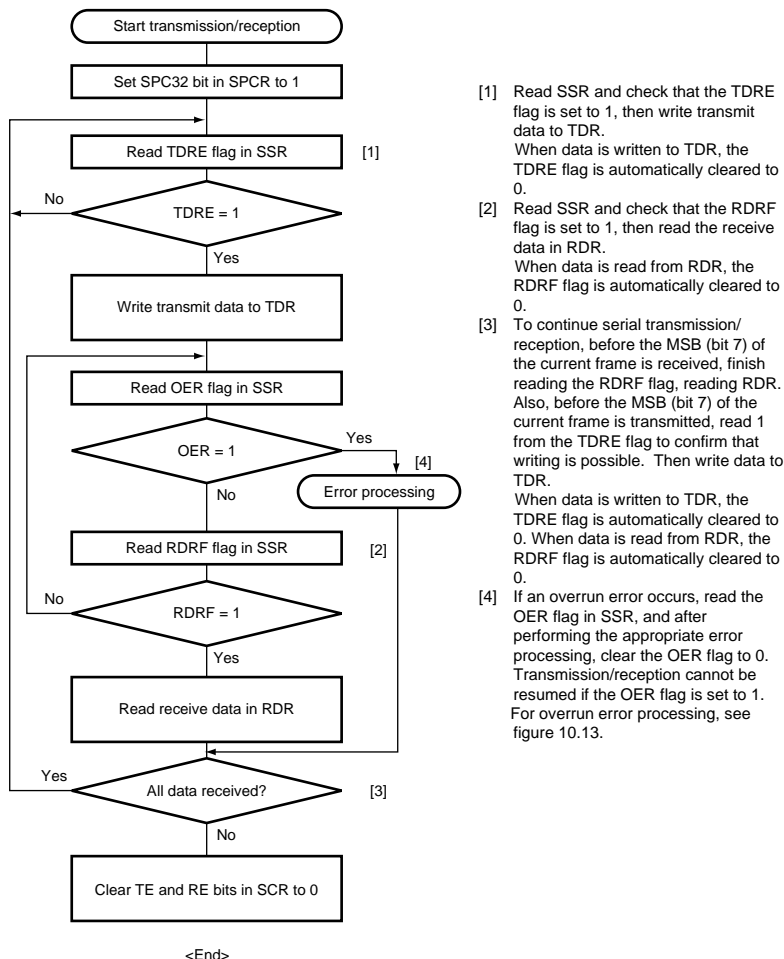 Start transmission/reception
Set SPC32 bit in SPCR to 1
Read TDRE flag in SSR
[1]
No
TDRE = 1
Yes
Write transmit data to TDR
Read OER flag in SSR
OER = 1
Yes
[4]
No
Error processing
Read RDRF flag in SSR
[2]
No
RDRF = 1
Yes
Read receive data in RDR
Yes
All data received?
[3]
No
Clear TE and RE bits in SCR to 0
<End>
[1] Read SSR and check that the TDRE
flag is set to 1, then write transmit
data to TDR.
When data is written to TDR, the
TDRE flag is automatically cleared to
0.
[2] Read SSR and check that the RDRF
flag is set to 1, then read the receive
data in RDR.
When data is read from RDR, the
RDRF flag is automatically cleared to
0.
[3] To continue serial transmission/
reception, before the MSB (bit 7) of
the current frame is received, finish
reading the RDRF flag, reading RDR.
Also, before the MSB (bit 7) of the
current frame is transmitted, read 1
from the TDRE flag to confirm that
writing is possible. Then write data to
TDR.
When data is written to TDR, the
TDRE flag is automatically cleared to
0. When data is read from RDR, the
RDRF flag is automatically cleared to
0.
[4] If an overrun error occurs, read the
OER flag in SSR, and after
performing the appropriate error
processing, clear the OER flag to 0.
Transmission/reception cannot be
resumed if the OER flag is set to 1.
For overrun error processing, see
figure 10.13.